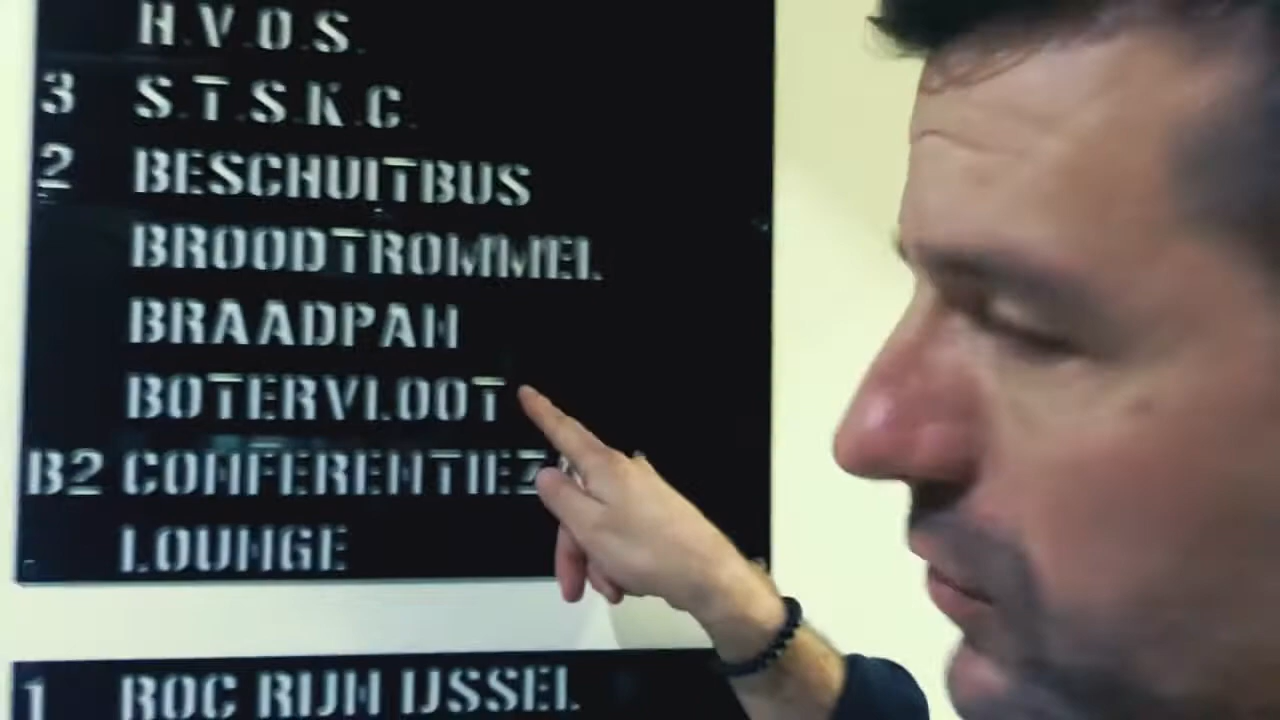 H.V.O.S.
3 S.T.S.K.C.
2 BESCHUITBUS
BROODTROMMEL
BRAADPAN
BOTERVLOOT
B2
LOUNGE
1 ROC RIJN IJSSEL